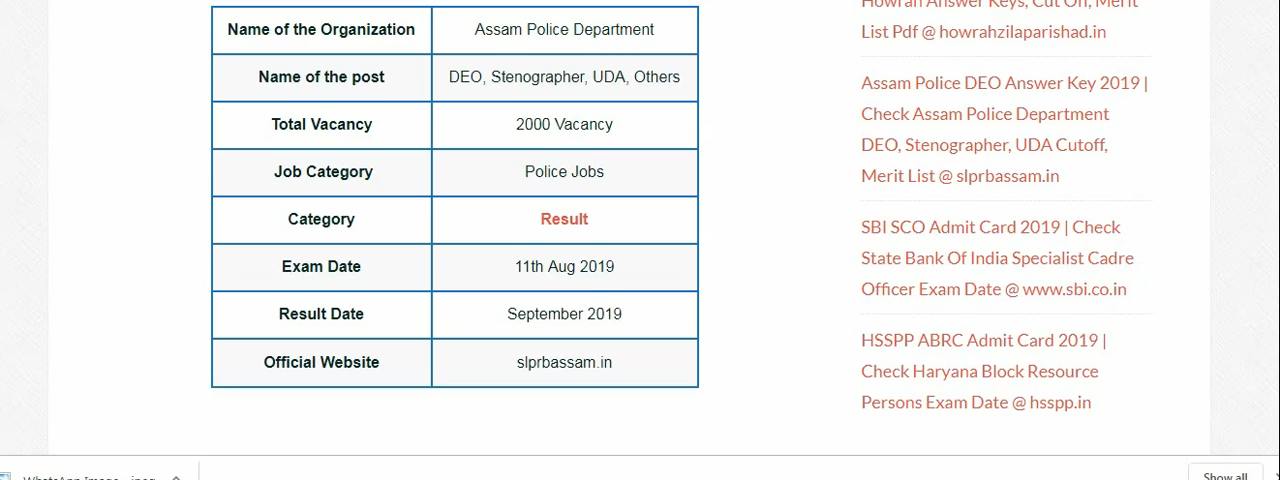 Name of the Organization Assam Police Department
Name of the post DEO, Stenographer, UDA, Others
Total Vacancy 2000 Vacancy
Job Category Police Jobs
Category Result
Exam Date 11th Aug 2019
Result Date September 2019
Official Website slprbassam.in
Howrah Answer Keys, Cut Off, Merit
List Pdf @ howrahzilaparishad.in
Assam Police DEO Answer Key 2019 |
Check Assam Police Department
DEO, Stenographer, UDA Cutoff,
Merit List @ slprbassam.in
SBI SCO Admit Card 2019 | Check
State Bank Of India Specialist Cadre
Officer Exam Date @ www.sbi.co.in
HSSPP ABRC Admit Card 2019 |
Check Haryana Block Resource
Persons Exam Date @ hsspp.in
WhatsApp Image....jpeg
Show all